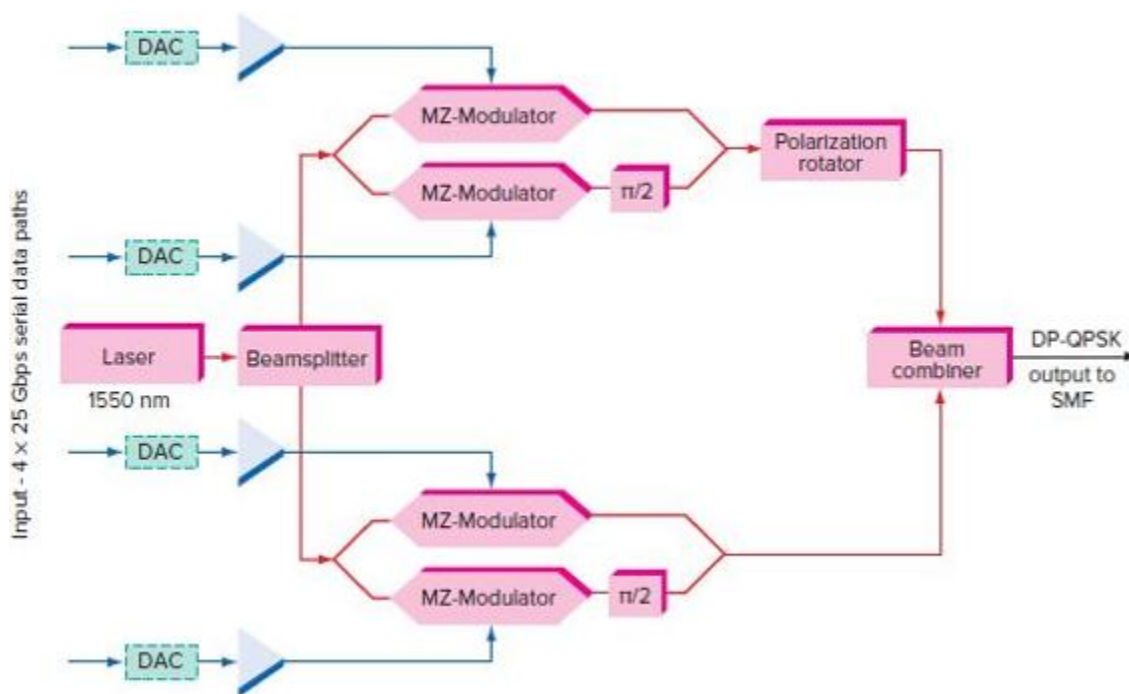 DAC
MZ-Modulator
Polarization
rotator
MZ-Modulator
π/2
DAC
Input - 4 × 25 Gbps serial data paths
Laser
1550 nm
Beamsplitter
Beam
combiner
DP-QPSK
output to
SMF
DAC
MZ-Modulator
MZ-Modulator
π/2
DAC